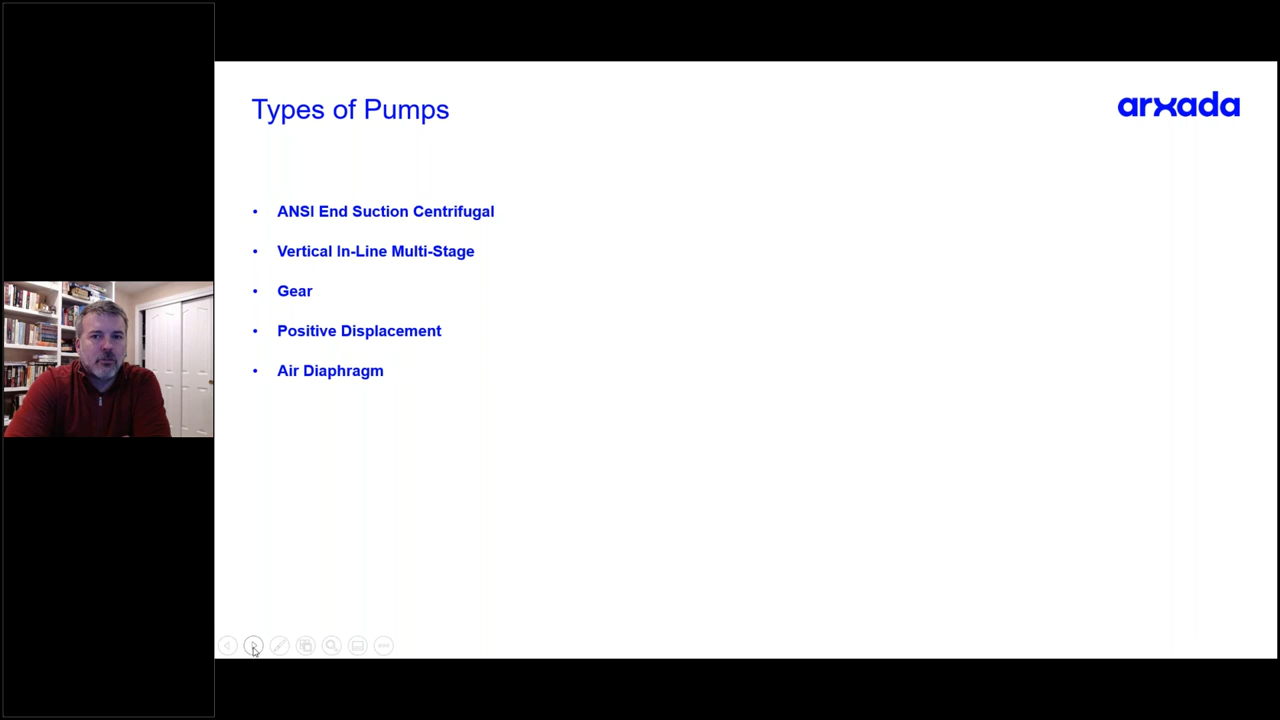 Types of Pumps
arxada
• ANSI End Suction Centrifugal
• Vertical In-Line Multi-Stage
• Gear
• Positive Displacement
• Air Diaphragm